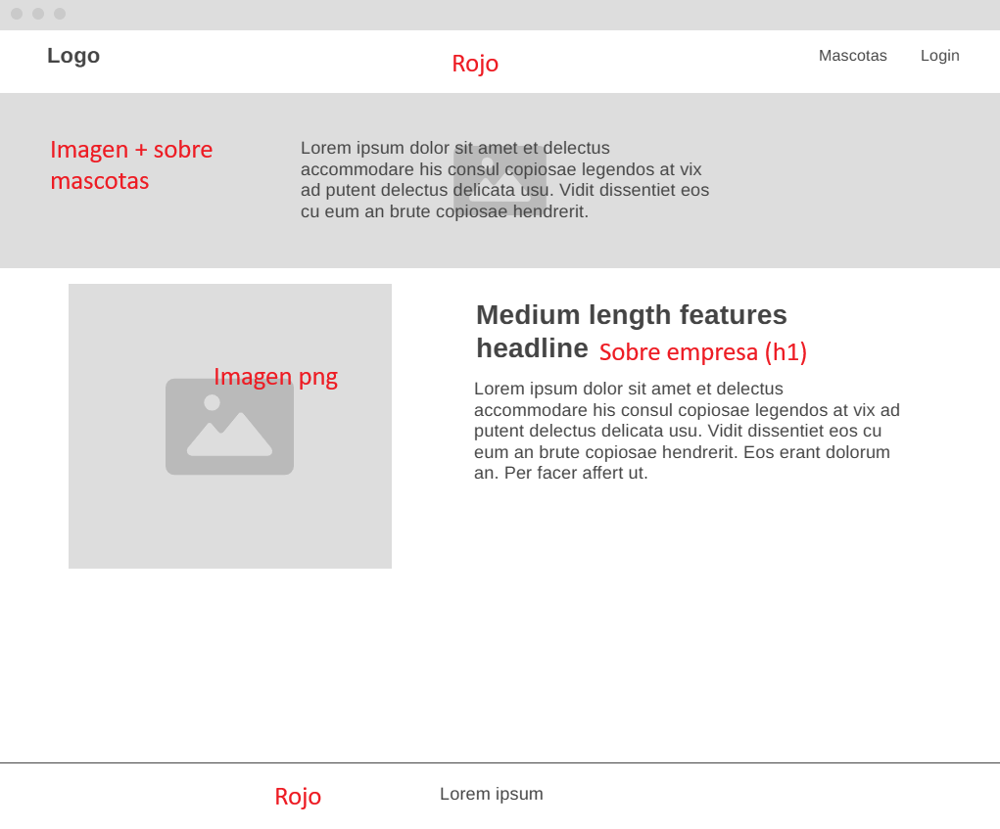 Logo
Rojo
Mascotas
Login
Imagen + sobre
mascotas
Lorem ipsum dolor sit amet et delectus
accommodare his consul copiosae legendos at vix
ad putent delectus delicata usu. Vidit dissentiet eos
cu eum an brute copiosae hendrerit.
Imagen png
Medium length features
headline
Sobre empresa (h1)
Lorem ipsum dolor sit amet et delectus
accommodare his consul copiosae legendos at vix ad
putent delectus delicata usu. Vidit dissentiet eos cu
eum an brute copiosae hendrerit. Eos erant dolorum
an. Per facer affert ut.
Rojo
Lorem ipsum